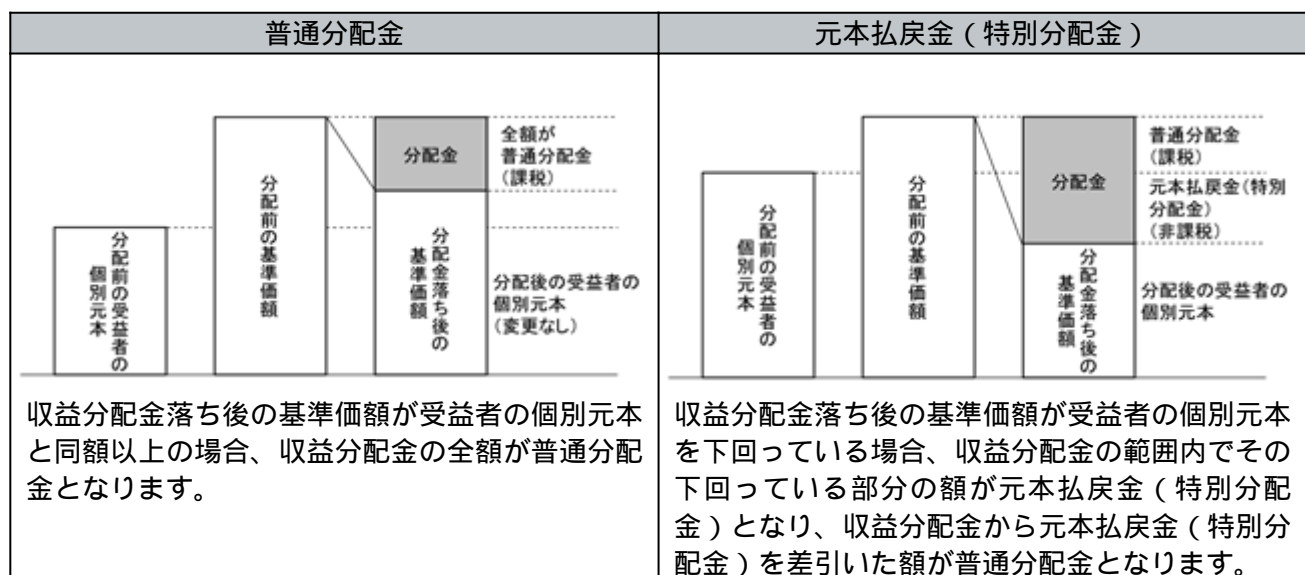 普通分配金
分配前の受益者の
個別元本
分配前の基準価額
分配金
分配金落ち後の
基準価額
全額が
普通分配金
(課税)
分配後の受益者の
個別元本
(変更なし)
収益分配金落ち後の基準価額が受益者の個別元本
と同額以上の場合、収益分配金の全額が普通分配
金となります。
元本払戻金(特別分配金)
分配前の受益者の
個別元本
分配前の基準価額
分配金
分配金落ち後の
基準価額
普通分配金
(課税)
元本払戻金(特別
分配金)
(非課税)
分配後の受益者の
個別元本
収益分配金落ち後の基準価額が受益者の個別元本
を下回っている場合、収益分配金の範囲内でその
下回っている部分の額が元本払戻金(特別分配
金)となり、収益分配金から元本払戻金(特別分
配金)を差引いた額が普通分配金となります。